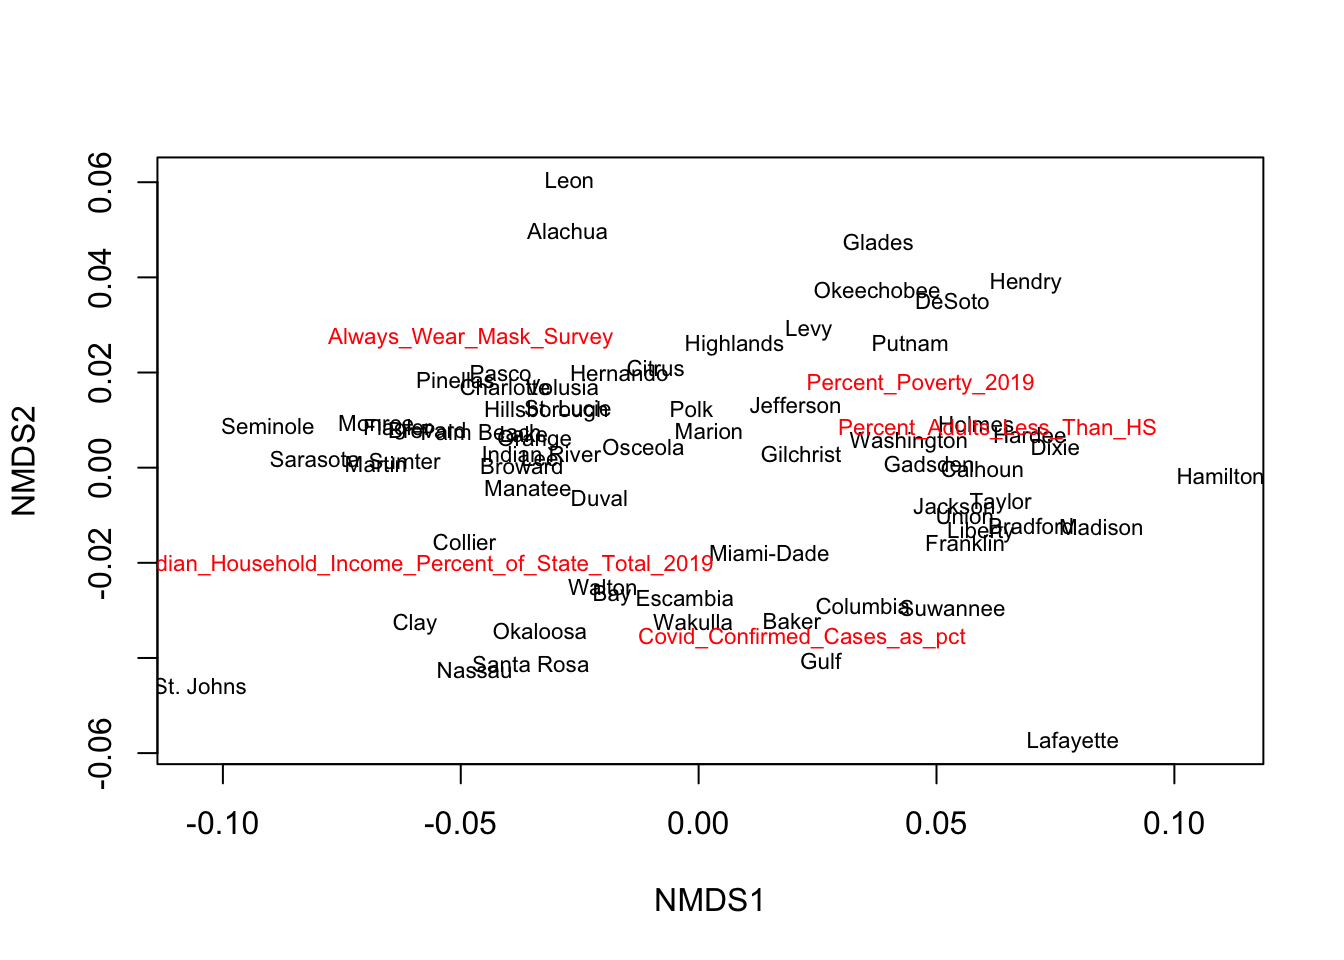 0.06
Leon
Alachua
Glades
0.04
Hendry
Okeechobee
DeSoto
Levy
Always_Wear_Mask_Survey
Highlands
Putnam
0.02
Citrus
Pasco
Hernando
Pinellas
Percent_Poverty_2019
Charlotte
Volusia
Jefferson
Hillsborough
St. Lucie
Polk
Monroe
Seminole
Flagler
Brevard
Palm Beach
Lake
Orange
Marion
Holmes
Percent_Adults_Less_Than_HS
Hardee
Washington
Dixie
Osceola
Indian River
Gilchrist
NMDS2
0.00
Sarasota
Martin
Sumter
Lee
Broward
Gadsden
Calhoun
Hamilton
Manatee
Duval
Jackson
Taylor
Union
Liberty
Bradford
Madison
Collier
Franklin
Miami-Dade
-0.02
dian_Household_Income_Percent_of_State_Total_2019
Walton
Bay
Escambia
Columbia
Suwannee
Clay
Wakulla
Baker
Okaloosa
Covid_Confirmed_Cases_as_pct
Santa Rosa
Nassau
Gulf
St. Johns
Lafayette
-0.06
-0.10
-0.05
0.00
0.05
0.10
NMDS1